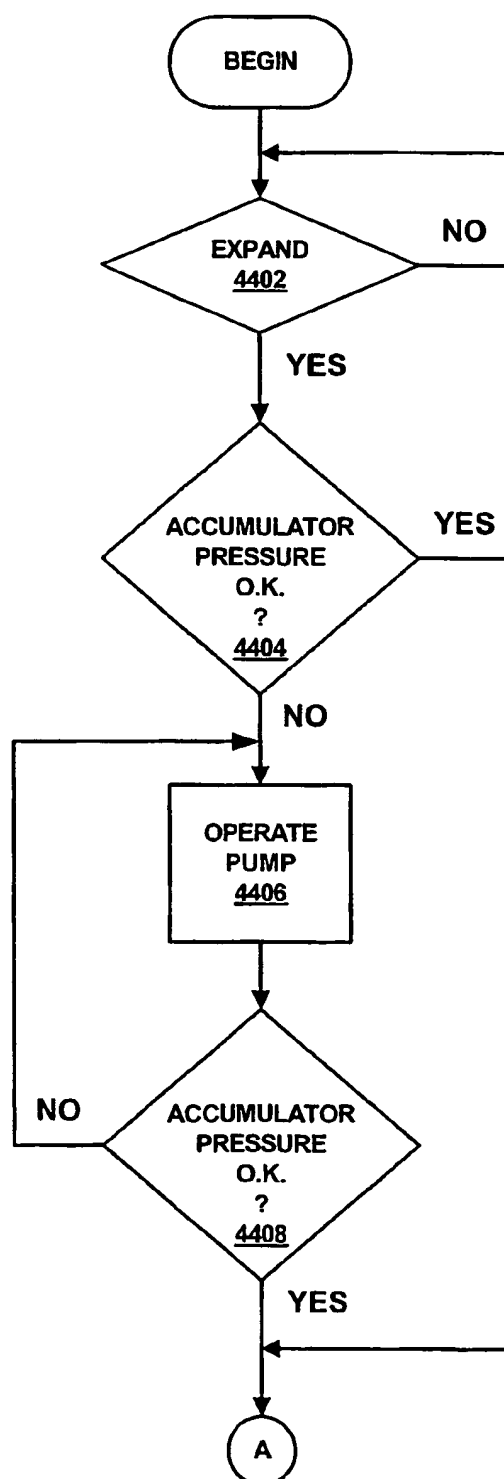 BEGIN
EXPAND
4402
NO
YES
ACCUMULATOR
PRESSURE
O.K.
?
4404
YES
NO
OPERATE
PUMP
4406
ACCUMULATOR
PRESSURE
O.K.
?
4408
NO
YES
A